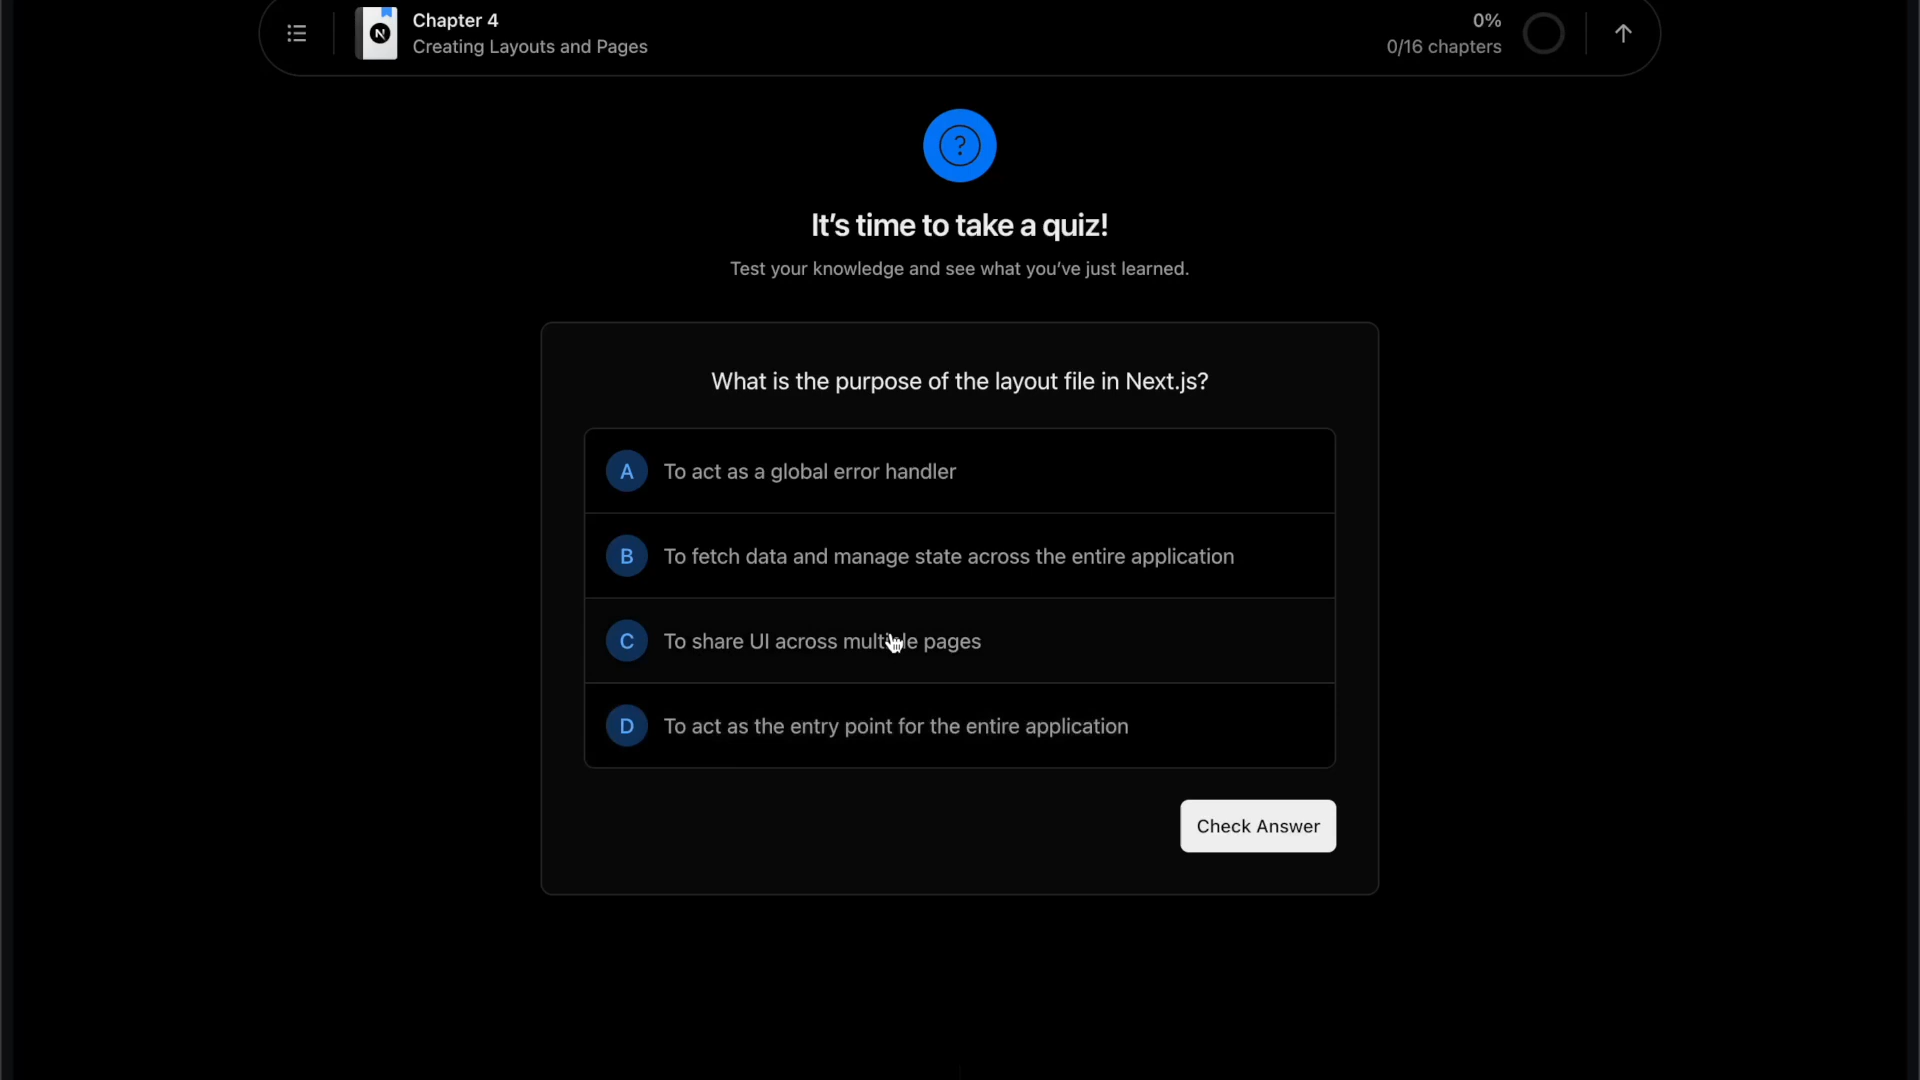 Chapter 4
Creating Layouts and Pages
0%
0/16 chapters
N
?
It's time to take a quiz!
Test your knowledge and see what you've just learned.
What is the purpose of the layout file in Next.js?
A To act as a global error handler
B To fetch data and manage state across the entire application
C To share UI across multiple pages
D To act as the entry point for the entire application
Check Answer